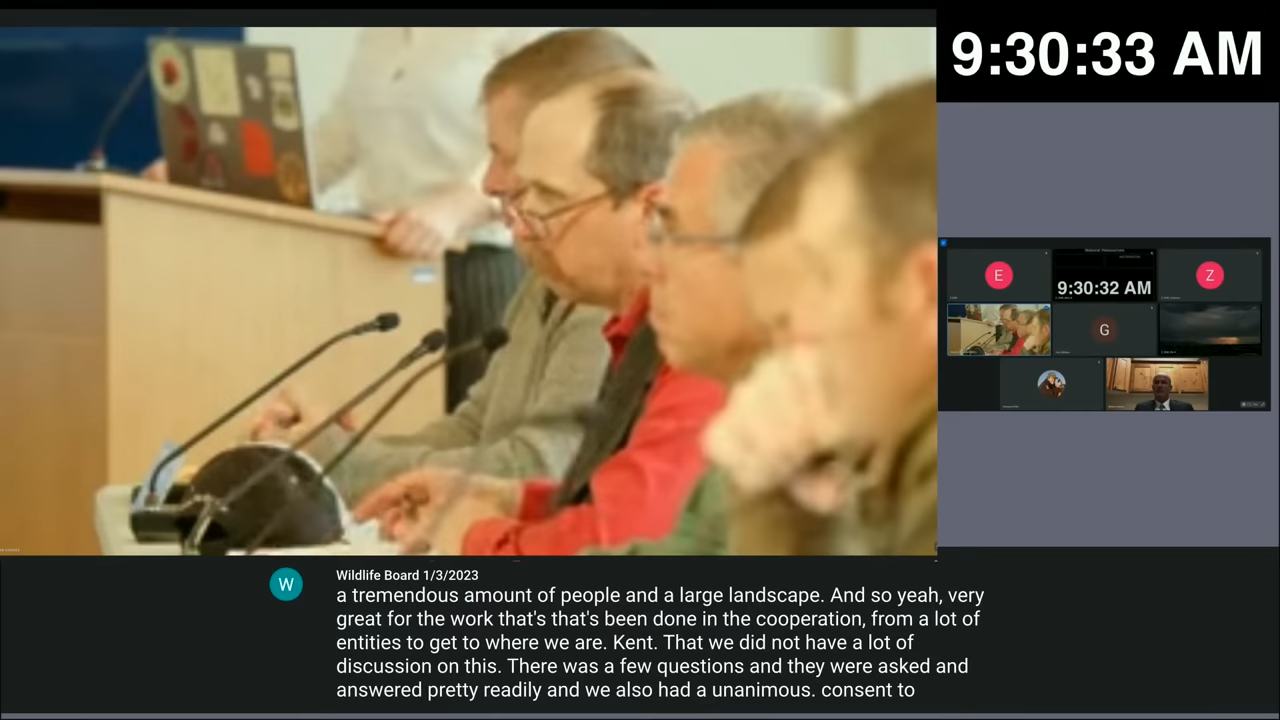 9:30:33 AM
E
9:30:32 AM
Z
G
W
Wildlife Board 1/3/2023
a tremendous amount of people and a large landscape. And so yeah, very
great for the work that's that's been done in the cooperation, from a lot of
entities to get to where we are. Kent. That we did not have a lot of
discussion on this. There was a few questions and they were asked and
answered pretty readily and we also had a unanimous. consent to